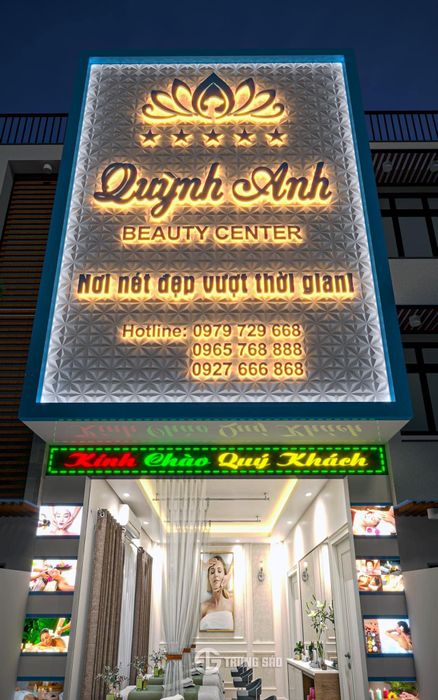 Quỳnh Anh
BEAUTY CENTER
Nơi nét đẹp vượt thời gian!
Hotline: 0979 729 668
0965 768 888
0927 666 868
Kính Chào Quý Khách
TRUNG SÁO